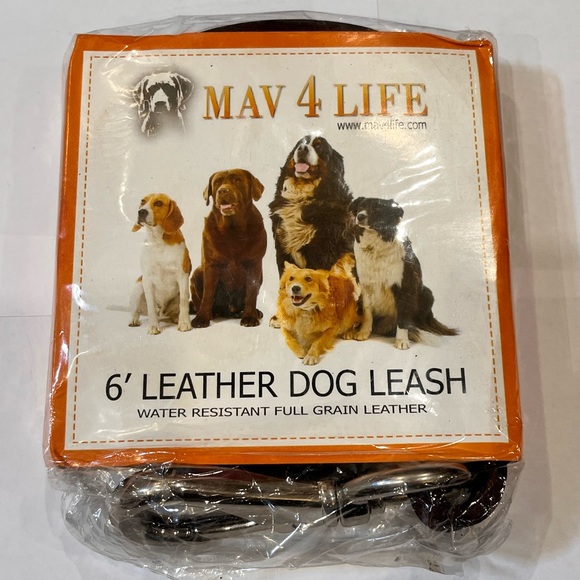 MAV 4 LIFE
www.mav4life.com
6' LEATHER DOG LEASH
WATER RESISTANT FULL GRAIN LEATHER